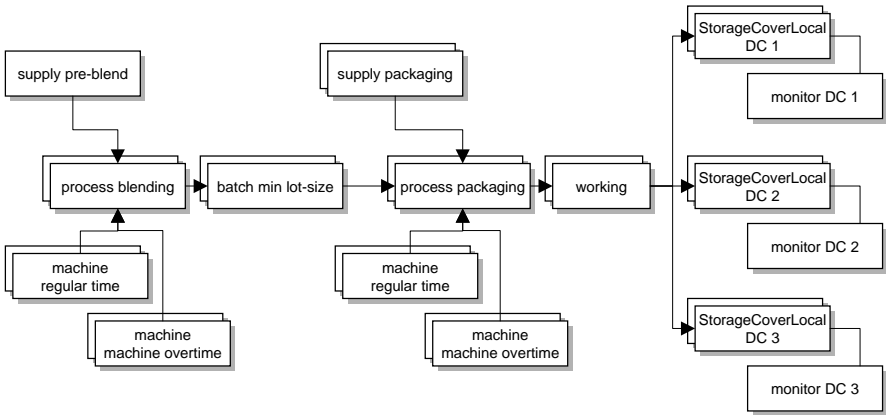 StorageCoverLocal
DC 1
supply pre-blend
supply packaging
monitor DC 1
process blending
batch min lot-size
process packaging
working
StorageCoverLocal
DC 2
monitor DC 2
machine
regular time
machine
regular time
machine
machine overtime
machine
machine overtime
StorageCoverLocal
DC 3
monitor DC 3